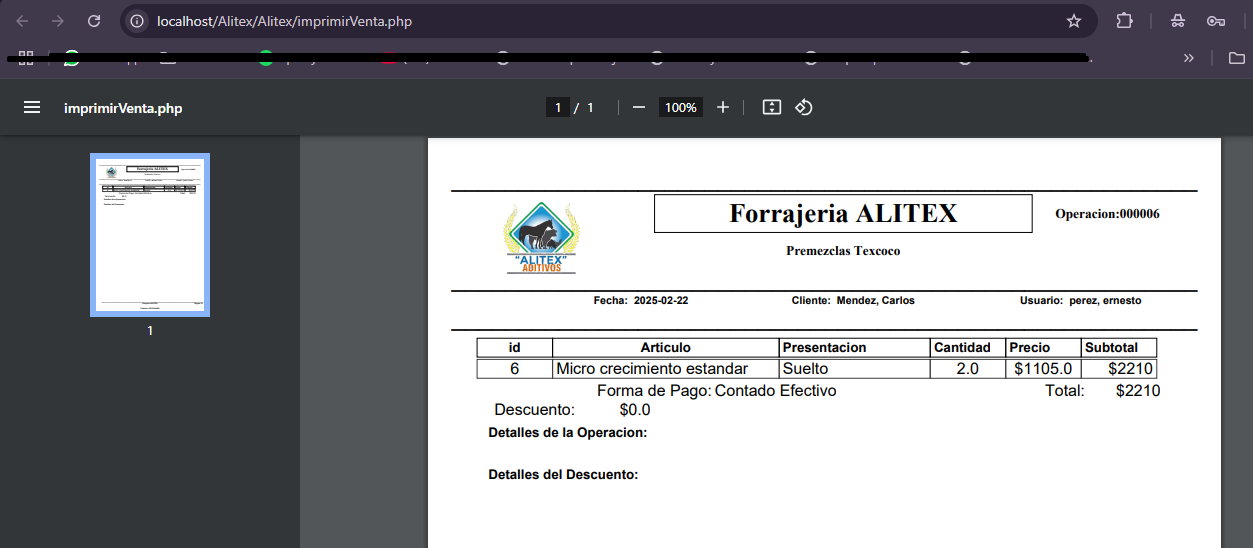 localhost/Alitex/Alitex/imprimirVenta.php
imprimirVenta.php
1 / 1
100%
1
Forrajeria ALITEX
Operacion:000006
Premezclas Texcoco
"ALITEX"
ADITIVOS
Fecha: 2025-02-22 Cliente: Mendez, Carlos Usuario: perez, ernesto
id Articulo Presentacion Cantidad Precio Subtotal
6 Micro crecimiento estandar Suelto 2.0 $1105.0 $2210
Forma de Pago: Contado Efectivo Total: $2210
Descuento: $0.0
Detalles de la Operacion:
Detalles del Descuento: